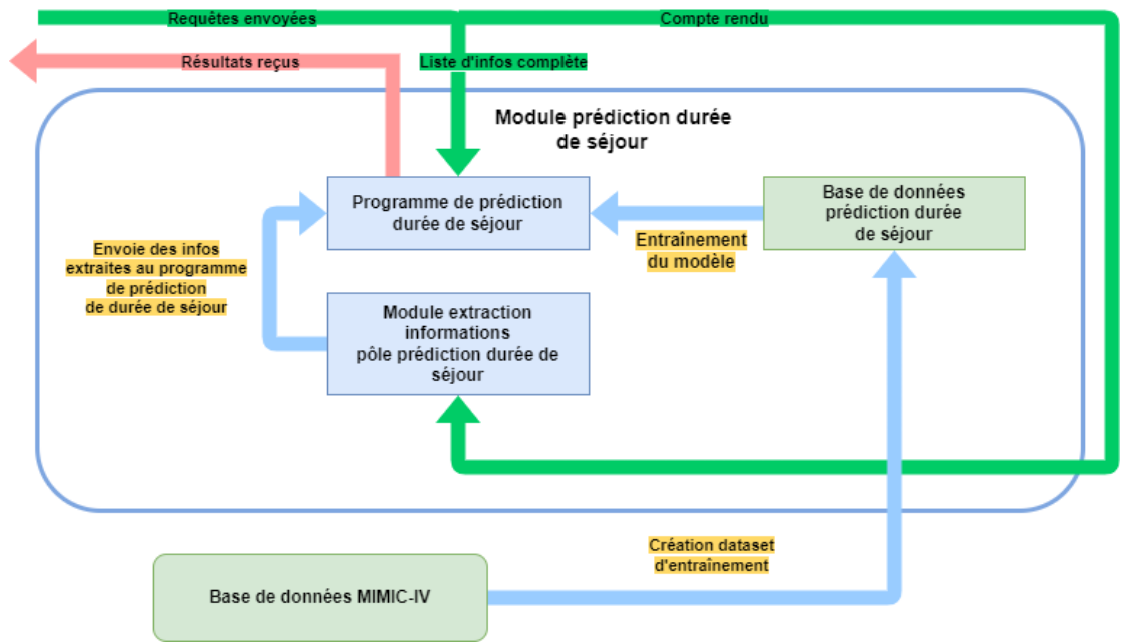 Requêtes envoyées
Compte rendu
Résultats reçus
Liste d'infos complète
Module prédiction durée
de séjour
Programme de prédiction
durée de séjour
Base de données
prédiction durée
de séjour
Envoie des infos
extraites au programme
de prédiction
de durée de séjour
Entraînement
du modèle
Module extraction
informations
pôle prédiction durée de
séjour
Création dataset
d'entraînement
Base de données MIMIC-IV